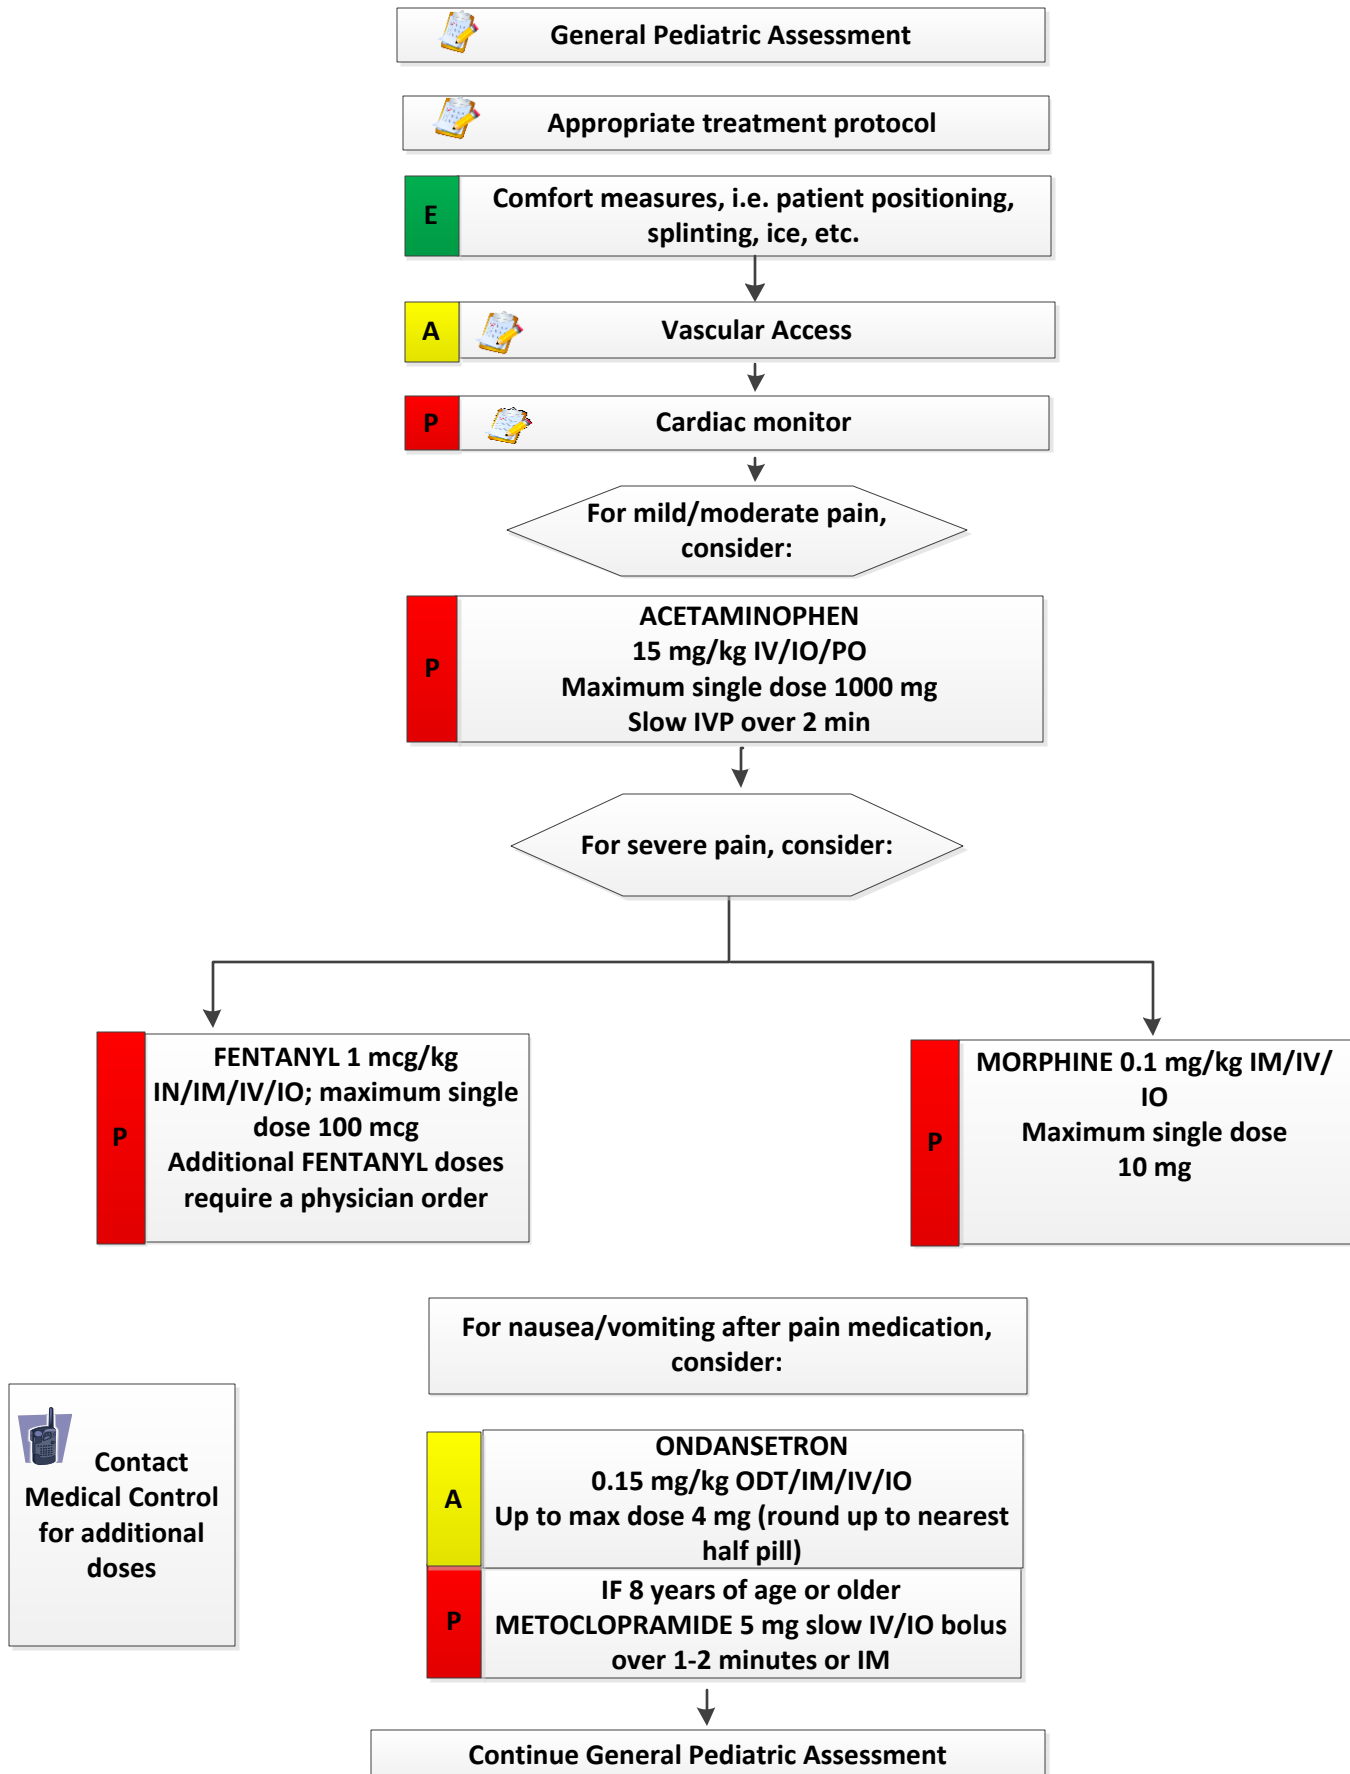 General Pediatric Assessment
Appropriate treatment protocol
E
Comfort measures, i.e. patient positioning,
splinting, ice, etc.
A
Vascular Access
P
Cardiac monitor
For mild/moderate pain,
consider:
P
ACETAMINOPHEN
15 mg/kg IV/IO/PO
Maximum single dose 1000 mg
Slow IVP over 2 min
For severe pain, consider:
P
FENTANYL 1 mcg/kg
IN/IM/IV/IO; maximum single
dose 100 mcg
Additional FENTANYL doses
require a physician order
P
MORPHINE 0.1 mg/kg IM/IV/
IO
Maximum single dose
10 mg
For nausea/vomiting after pain medication,
consider:
Contact
Medical Control
for additional
doses
A
ONDANSETRON
0.15 mg/kg ODT/IM/IV/IO
Up to max dose 4 mg (round up to nearest
half pill)
P
IF 8 years of age or older
METOCLOPRAMIDE 5 mg slow IV/IO bolus
over 1-2 minutes or IM
Continue General Pediatric Assessment